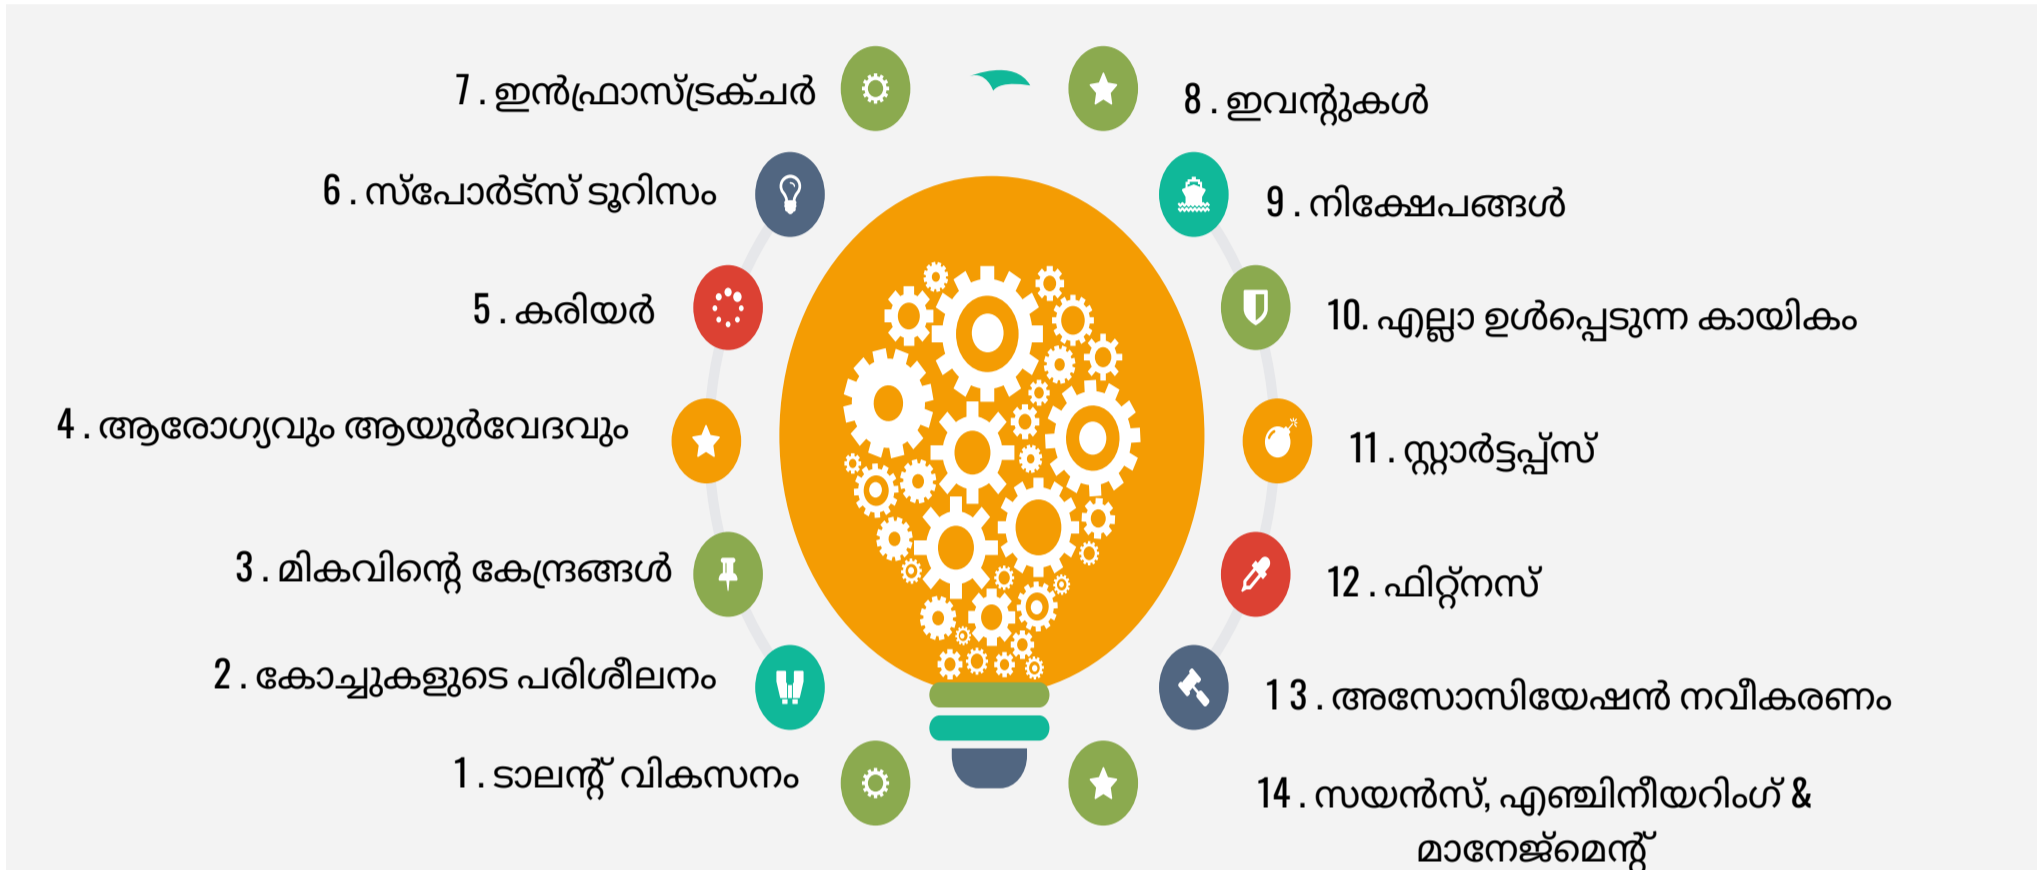 7 . ഇൻഫ്രാസ്ട്രക്ചർ
8 . ഇവന്റുകൾ
6 . സ്പോർട്സ് ടൂറിസം
9 . നിക്ഷേപങ്ങൾ
5 . കരിയർ
10. എല്ലാ ഉൾപ്പെടുന്ന കായികം
4 . ആരോഗ്യവും ആയുർവേദവും
11 . സ്റ്റാർട്ടപ്പ്സ്
3 . മികവിന്റെ കേന്ദ്രങ്ങൾ
12 . ഫിറ്റ്നസ്
2 . കോച്ചുകളുടെ പരിശീലനം
1 3 . അസോസിയേഷൻ നവീകരണം
1 . ടാലന്റ് വികസനം
14 . സയൻസ്, എഞ്ചിനീയറിംഗ് &
മാനേജ്മെന്റ്